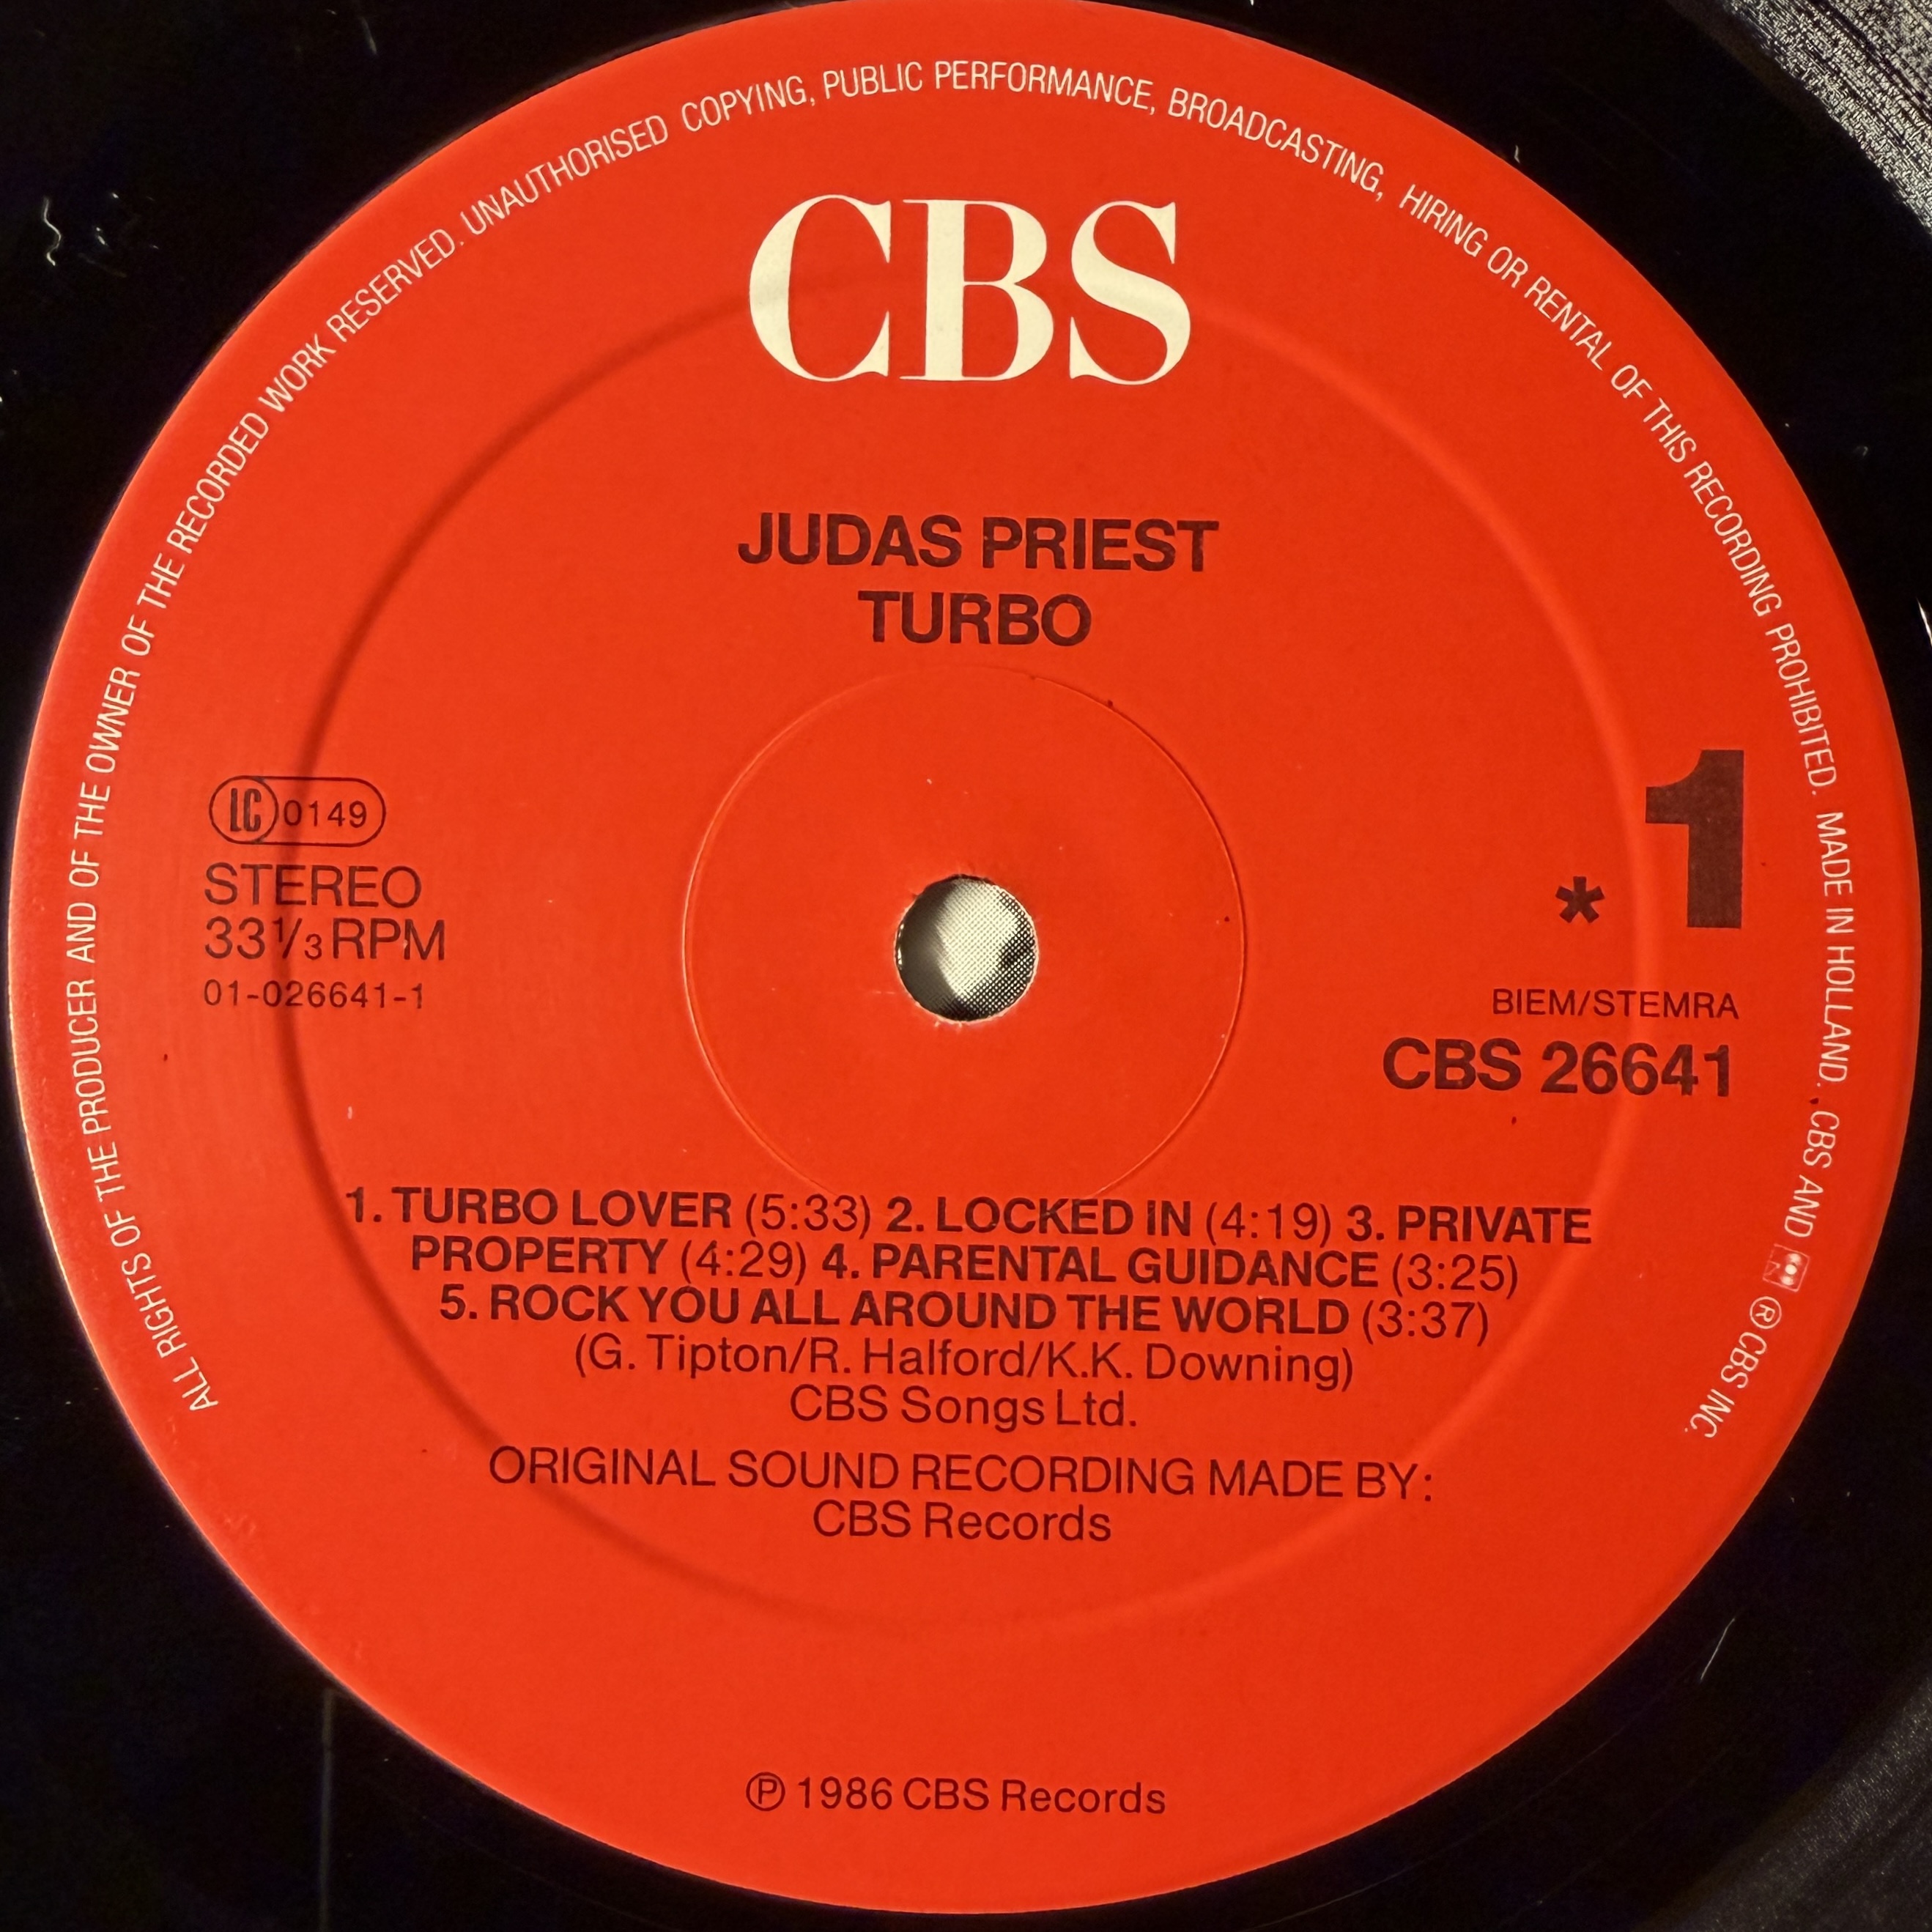 ALL RIGHTS OF THE PRODUCER AND OF THE OWNER OF THE RECORDED WORK RESERVED. UNAUTHORISED COPYING, PUBLIC PERFORMANCE, BROADCASTING, HIRING OR RENTAL OF THIS RECORDING PROHIBITED. MADE IN HOLLAND. CBS AND ® CBS INC.
CBS
JUDAS PRIEST
TURBO
LC 0149
STEREO
33⅓ RPM
01-026641-1
1
*
BIEM/STEMRA
CBS 26641
1. TURBO LOVER (5:33) 2. LOCKED IN (4:19) 3. PRIVATE
PROPERTY (4:29) 4. PARENTAL GUIDANCE (3:25)
5. ROCK YOU ALL AROUND THE WORLD (3:37)
(G. Tipton/R. Halford/K.K. Downing)
CBS Songs Ltd.
ORIGINAL SOUND RECORDING MADE BY:
CBS Records
℗ 1986 CBS Records